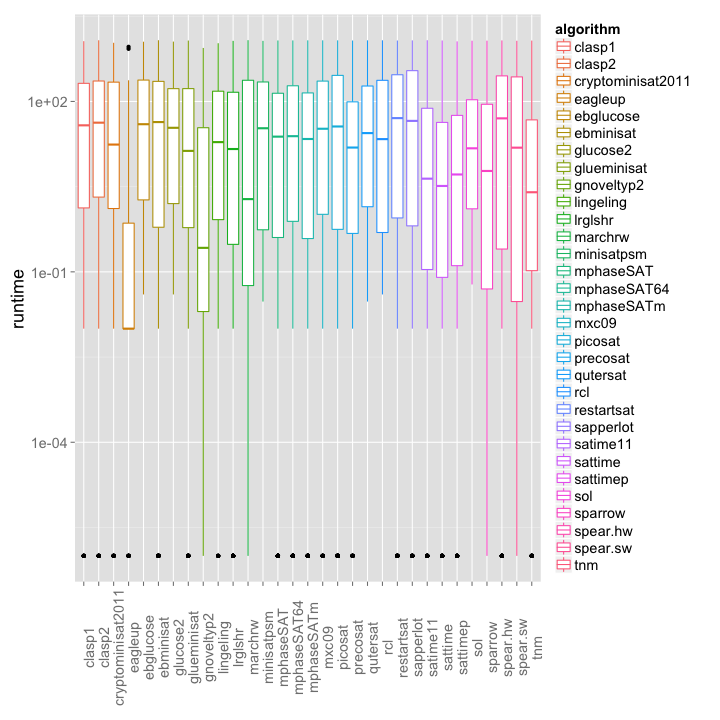 algorithm
clasp1
clasp2
cryptominisat2011
eagleup
ebglucose
ebminisat
glucose2
glueminisat
gnoveltyp2
lingeling
lrglshr
marchrw
minisatpsm
mphaseSAT
mphaseSAT64
mphaseSATm
mxc09
picosat
precosat
qutersat
rcl
restartsat
sapperlot
satime11
sattime
sattimep
sol
sparrow
spear.hw
spear.sw
tnm
runtime
1e+02
1e-01
1e-04
clasp1
clasp2
cryptominisat2011
eagleup
ebglucose
ebminisat
glucose2
glueminisat
gnoveltyp2
lingeling
lrglshr
marchrw
minisatpsm
mphaseSAT
mphaseSAT64
mphaseSATm
mxc09
picosat
precosat
qutersat
rcl
restartsat
sapperlot
satime11
sattime
sattimep
sol
sparrow
spear.hw
spear.sw
tnm